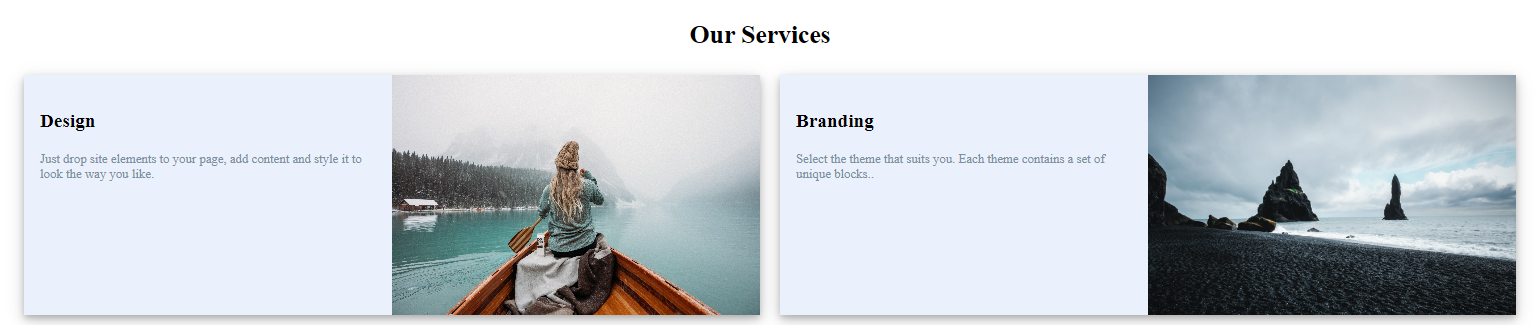 Our Services
Design
Just drop site elements to your page, add content and style it to
look the way you like.
Branding
Select the theme that suits you. Each theme contains a set of
unique blocks..